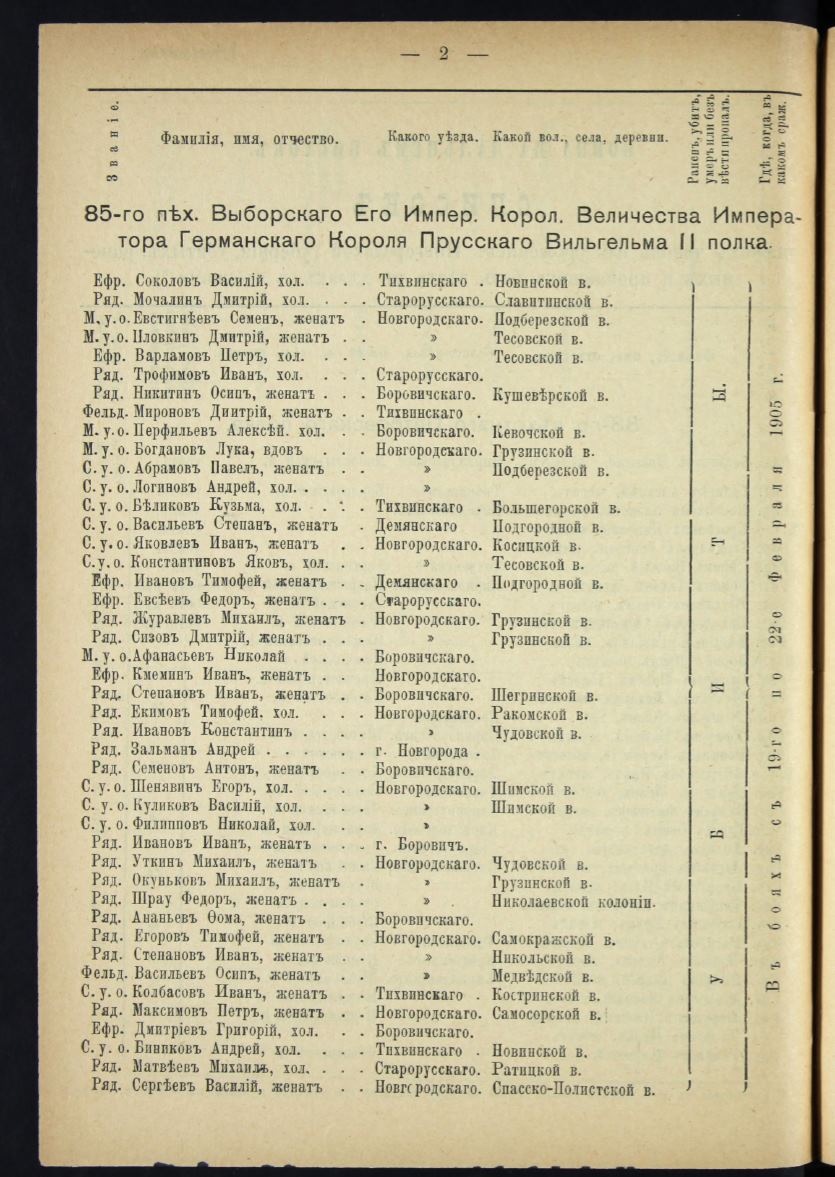 — 2 —
Званіе.
Фамилія, имя, отчество.
Какого уѣзда.
Какой вол., села, деревни.
Раненъ, убитъ,
умеръ или безъ
вѣсти пропалъ.
Гдѣ, когда, въ
какомъ сраж.
85-го пѣх. Выборскаго Его Импер. Корол. Величества Импера-
тора Германскаго Короля Прусскаго Вильгельма II полка.
Ефр. Соколовъ Василій, хол. . . . Тихвинскаго . Новинской в.
Ряд. Мочалинъ Дмитрій, хол. . . . Старорусскаго. Славитинской в.
М. у. о. Евстигнѣевъ Семенъ, женатъ . Новгородскаго. Подберезской в.
М. у. о. Пловкинъ Дмитрій, женатъ . . » Тесовской в.
Ефр. Варламовъ Петръ, хол. . . . » Тесовской в.
Ряд. Трофимовъ Иванъ, хол. . . . Старорусскаго.
Ряд. Никитинъ Осипъ, женатъ . . . Боровичскаго. Кушевѣрской в.
Фельд. Мироновъ Дмитрій, женатъ . . Тихвинскаго .
М. у. о. Перфильевъ Алексѣй. хол. . . Боровичскаго. Кевочской в.
М. у. о. Богдановъ Лука, вдовъ . . . Новгородскаго. Грузинской в.
С. у. о. Абрамовъ Павелъ, женатъ . . » Подберезской в.
С. у. о. Логиновъ Андрей, хол. . . . . »
С. у. о. Бѣликовъ Кузьма, хол. . . . Тихвинскаго . Большегорской в.
С. у. о. Васильевъ Степанъ, женатъ . Демянскаго Подгородной в.
С. у. о. Яковлевъ Иванъ, женатъ . . Новгородскаго. Косицкой в.
С. у. о. Константиновъ Яковъ, хол. . . » Тесовской в.
Ефр. Ивановъ Тимофей, женатъ . . Демянскаго . Подгородной в.
Ефр. Евсѣевъ Федоръ, женатъ . . . Старорусскаго.
Ряд. Журавлевъ Михаилъ, женатъ . Новгородскаго. Грузинской в.
Ряд. Сизовъ Дмитрій, женатъ . . . » Грузинской в.
М. у. о. Афанасьевъ Николай . . . . Боровичскаго.
Ефр. Кмеминъ Иванъ, женатъ . . Новгородскаго.
Ряд. Степановъ Иванъ, женатъ . . Боровичскаго. Шегринской в.
Ряд. Екимовъ Тимофей. хол. . . . Новгородскаго. Ракомской в.
Ряд. Ивановъ Константинъ . . . . » Чудовской в.
Ряд. Зальманъ Андрей . . . . . . г. Новгорода .
Ряд. Семеновъ Антонъ, женатъ . . Боровичскаго.
С. у. о. Шенявинъ Егоръ, хол. . . . . Новгородскаго. Шимской в.
С. у. о. Куликовъ Василій, хол. . . . » Шимской в.
С. у. о. Филипповъ Николай, хол. . . »
Ряд. Ивановъ Иванъ, женатъ . . . г. Боровичъ.
Ряд. Уткинъ Михаилъ, женатъ . . Новгородскаго. Чудовской в.
Ряд. Окуньковъ Михаилъ, женатъ . » Грузинской в.
Ряд. Шрау Федоръ, женатъ . . . . » . Николаевской колоніи.
Ряд. Ананьевъ Ѳома, женатъ . . . Боровичскаго.
Ряд. Егоровъ Тимофей, женатъ . . Новгородскаго. Самокражской в.
Ряд. Степановъ Иванъ, женатъ . . » Никольской в.
Фельд. Васильевъ Осипъ, женатъ . . » Медвѣдской в.
С. у. о. Колбасовъ Иванъ, женатъ . . Тихвинскаго . Костринской в.
Ряд. Максимовъ Петръ, женатъ . . Новгородскаго. Самосорской в.
Ефр. Дмитріевъ Григорій, хол. . . Боровичскаго.
С. у. о. Биниковъ Андрей, хол. . . . Тихвинскаго . Новинской в.
Ряд. Матвѣевъ Михаилъ, хол. . . . Старорусскаго. Ратицкой в.
Ряд. Сергѣевъ Василій, женатъ . . Новгородскаго. Спасско-Полистской в.
УБИТЫ.
Въ бояхъ съ 19-го по 22-е Февраля 1905 г.